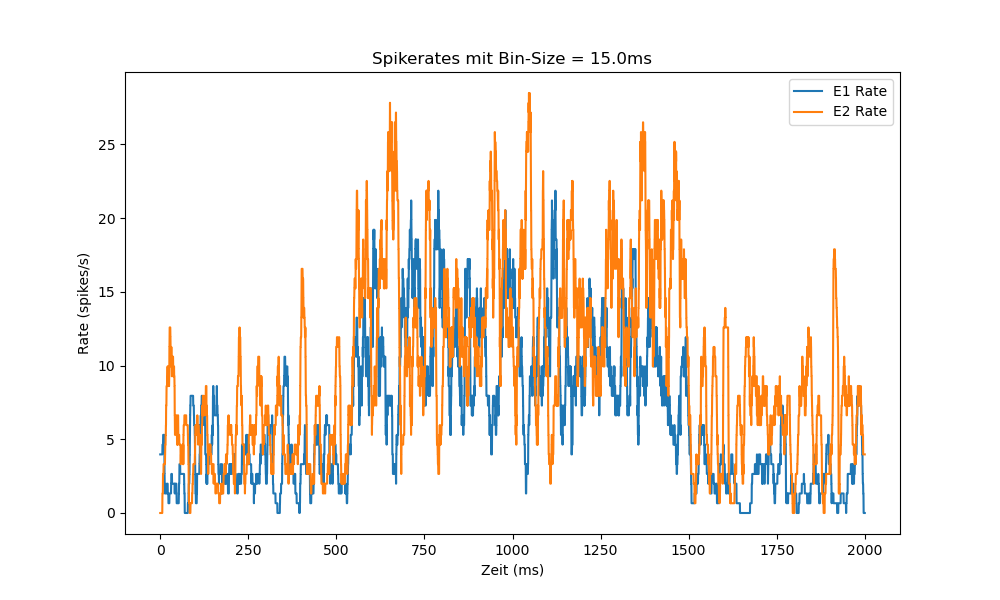 Spikerates mit Bin-Size = 15.0ms
E1 Rate
E2 Rate
Rate (spikes/s)
25
20
15
10
5
0
0 250 500 750 1000 1250 1500 1750 2000
Zeit (ms)